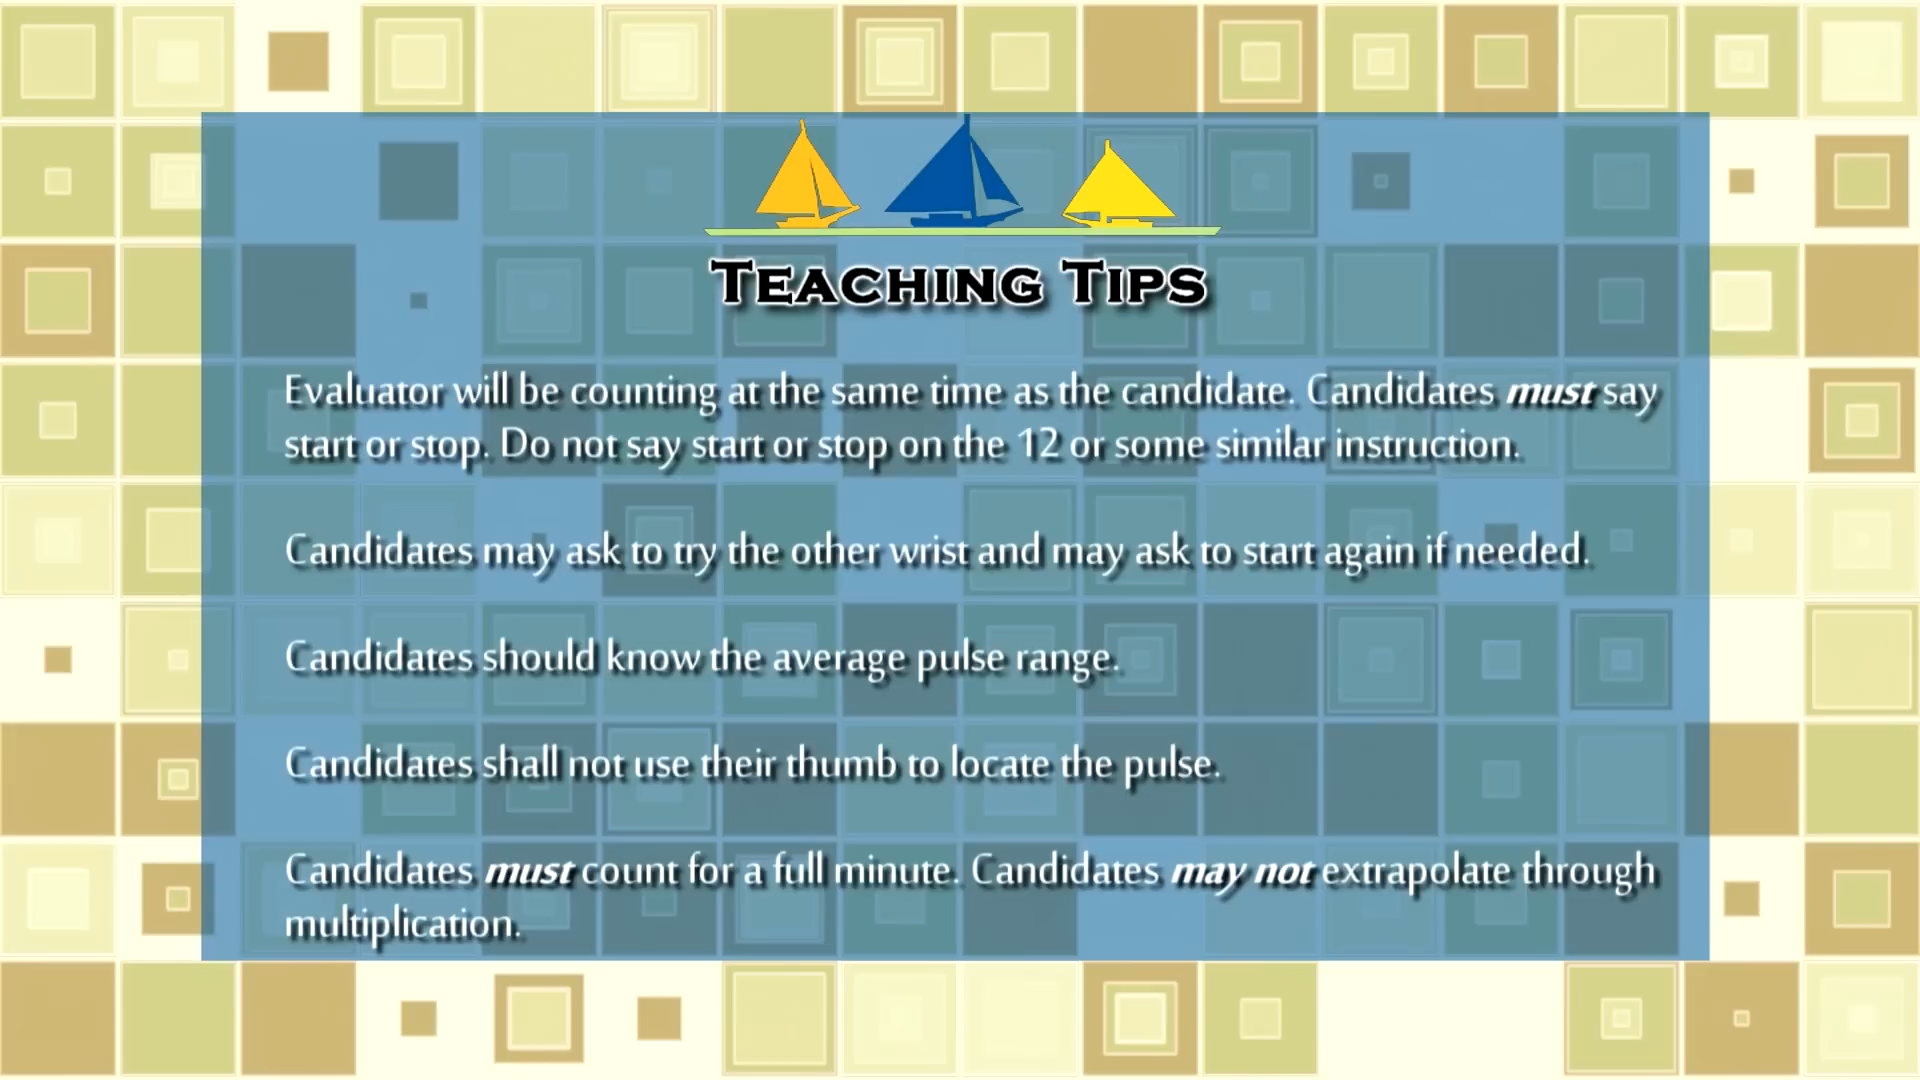 Teaching Tips
Evaluator will be counting at the same time as the candidate. Candidates must say
start or stop. Do not say start or stop on the 12 or some similar instruction.
Candidates may ask to try the other wrist and may ask to start again if needed.
Candidates should know the average pulse range.
Candidates shall not use their thumb to locate the pulse.
Candidates must count for a full minute. Candidates may not extrapolate through
multiplication.